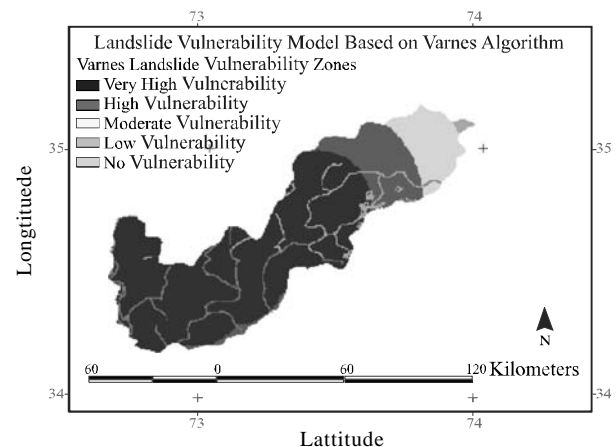 73 74
Landslide Vulnerability Model Based on Varnes Algorithm
Varnes Landslide Vulnerability Zones
Very High Vulnerability
High Vulnerability
Moderate Vulnerability
Low Vulnerability
No Vulnerability
35 35
Longtituede
N
60 0 60 120 Kilometers
34 34
73 74
Lattitude